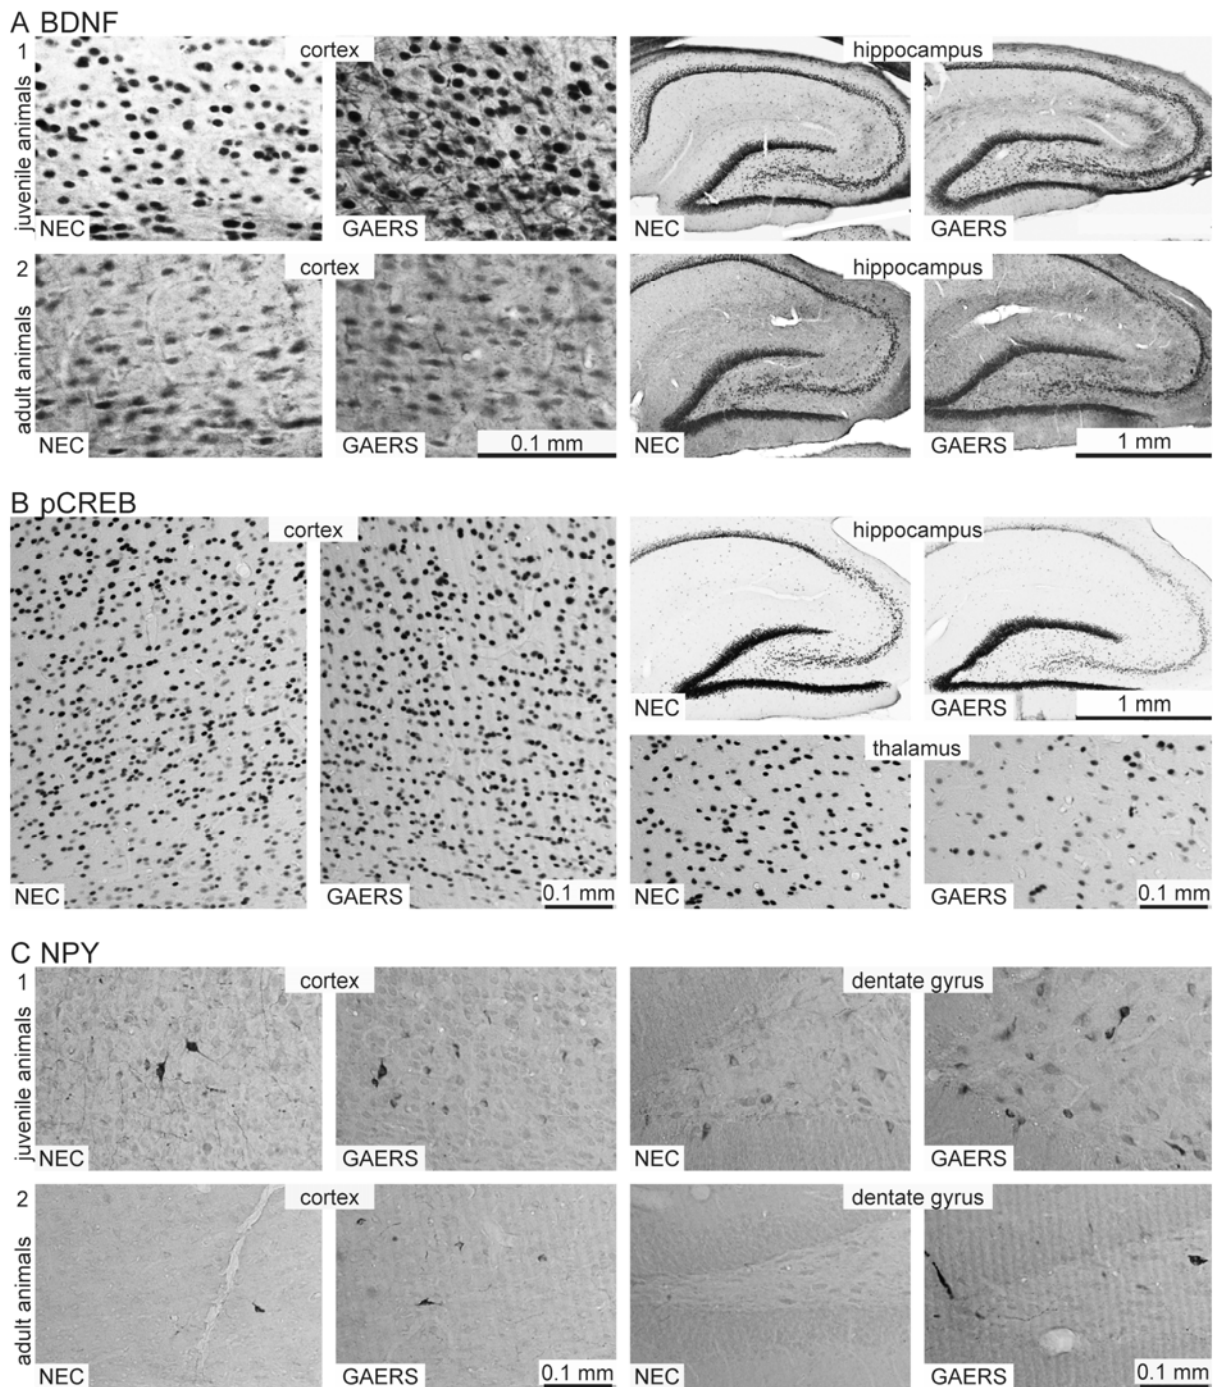 A BDNF
1
juvenile animals
cortex
NEC
GAERS
hippocampus
NEC
GAERS
2
adult animals
cortex
NEC
GAERS
0.1 mm
hippocampus
NEC
GAERS
1 mm
B pCREB
cortex
NEC
GAERS
0.1 mm
hippocampus
NEC
GAERS
1 mm
thalamus
NEC
GAERS
0.1 mm
C NPY
1
juvenile animals
cortex
NEC
GAERS
dentate gyrus
NEC
GAERS
2
adult animals
cortex
NEC
GAERS
0.1 mm
dentate gyrus
NEC
GAERS
0.1 mm